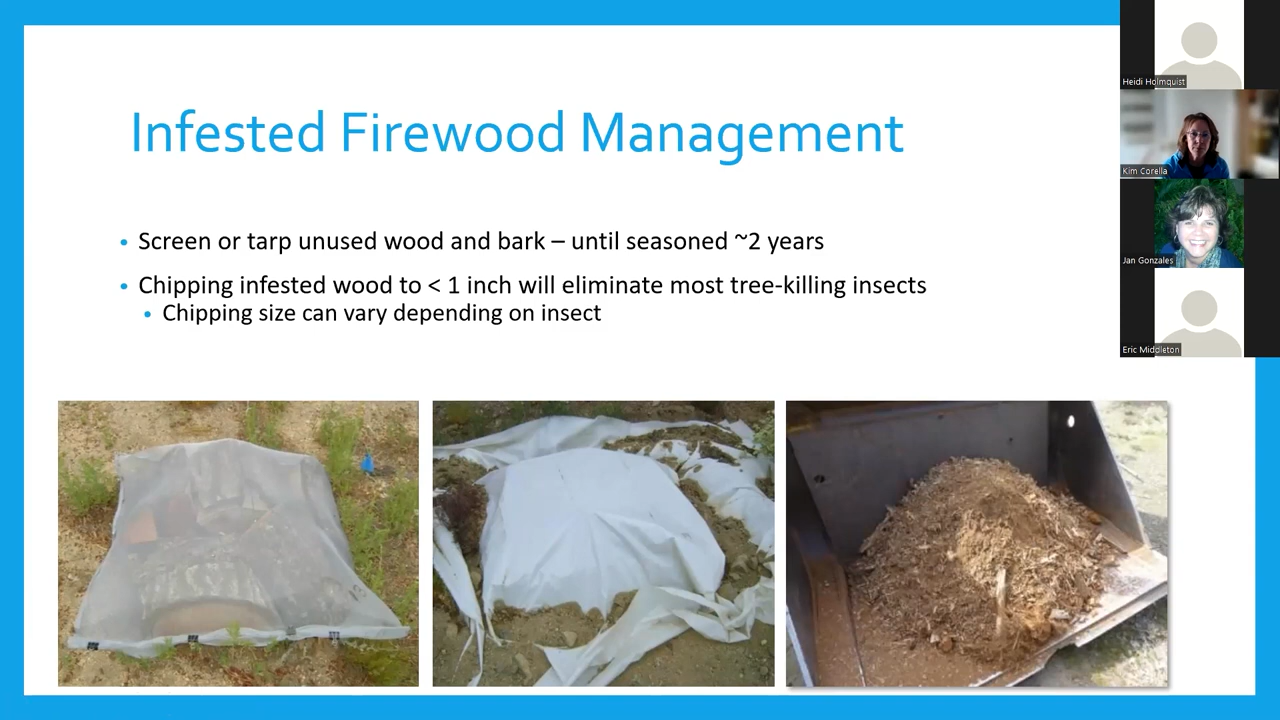 Infested Firewood Management
Screen or tarp unused wood and bark – until seasoned ~2 years
Chipping infested wood to < 1 inch will eliminate most tree-killing insects
Chipping size can vary depending on insect
Heidi Holmquist
Kim Corella
Jan Gonzales
Eric Middleton